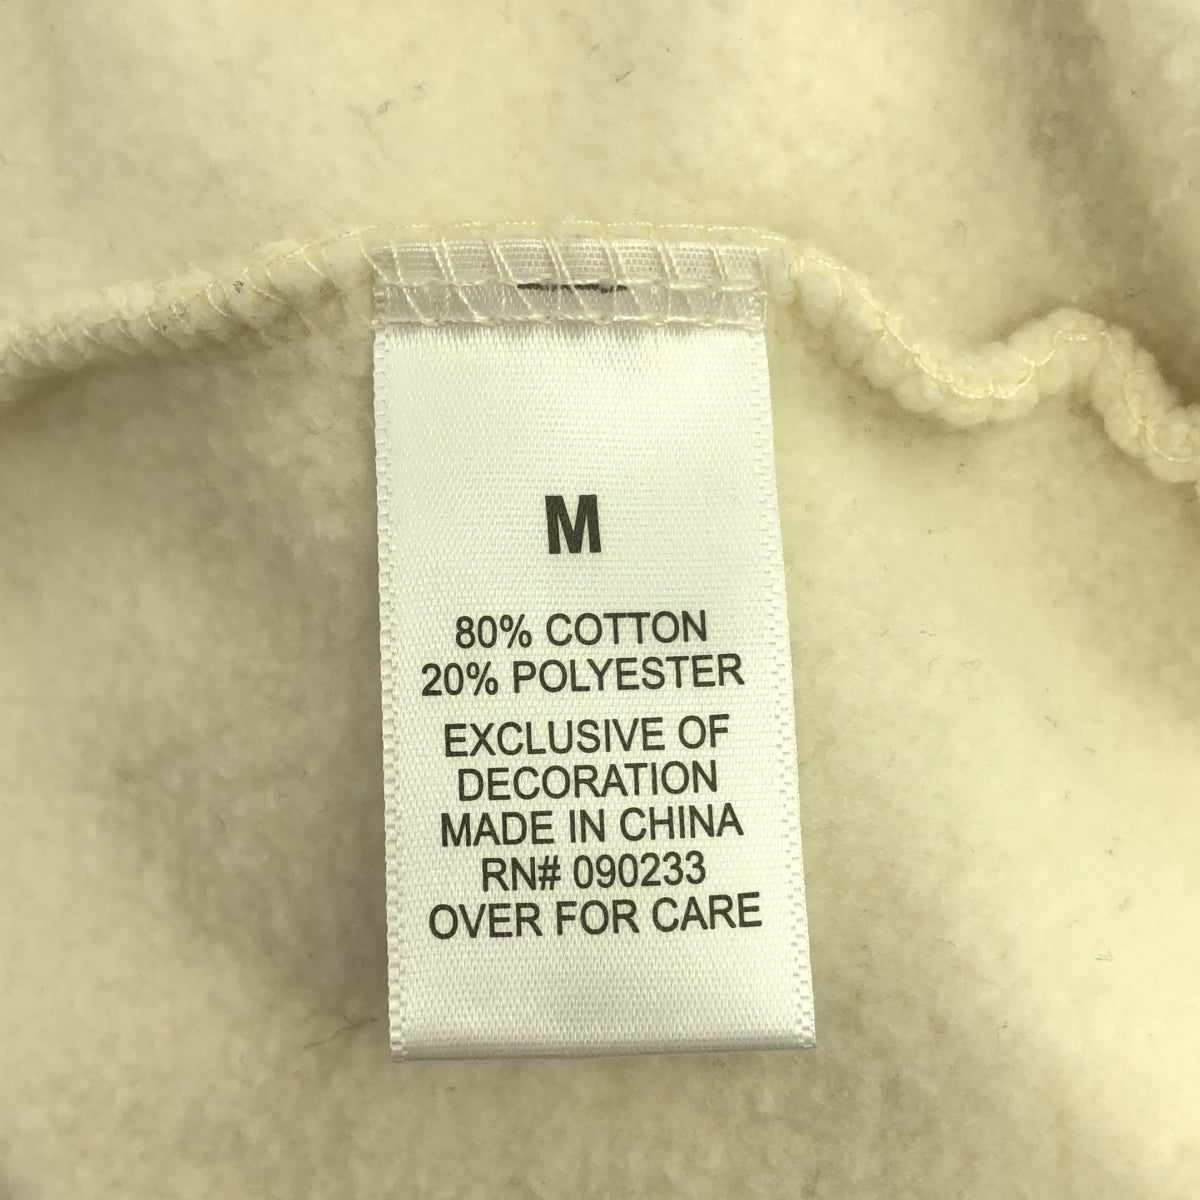 M
80% COTTON
20% POLYESTER
EXCLUSIVE OF
DECORATION
MADE IN CHINA
RN# 090233
OVER FOR CARE